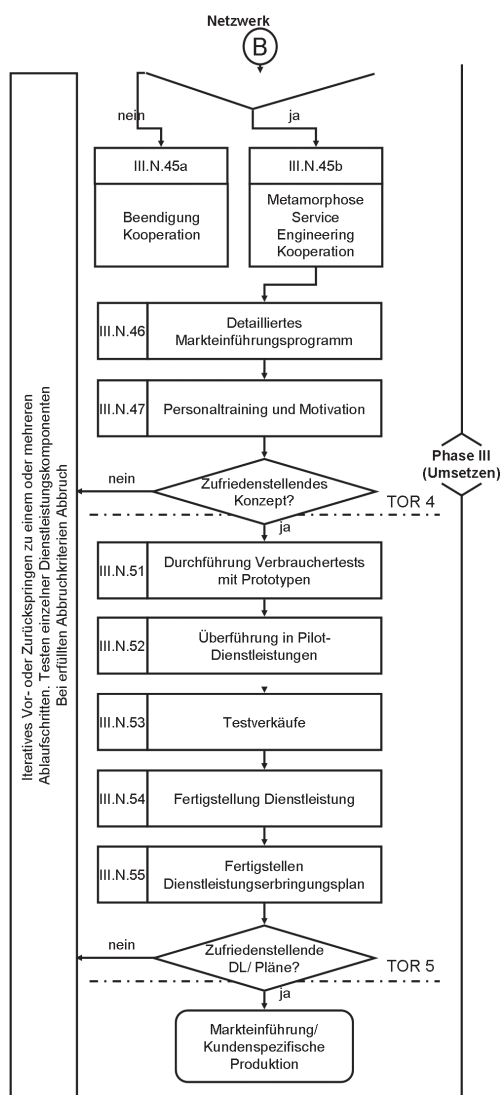 Netzwerk
B
nein
ja
III.N.45a
Beendigung
Kooperation
III.N.45b
Metamorphose
Service
Engineering
Kooperation
III.N.46
Detailliertes
Markteinführungsprogramm
III.N.47
Personaltraining und Motivation
Zufriedenstellendes
Konzept?
nein
ja
TOR 4
Phase III
(Umsetzen)
III.N.51
Durchführung Verbrauchertests
mit Prototypen
III.N.52
Überführung in Pilot-
Dienstleistungen
III.N.53
Testverkäufe
III.N.54
Fertigstellung Dienstleistung
III.N.55
Fertigstellen
Dienstleistungserbringungsplan
Zufriedenstellende
DL/ Pläne?
nein
ja
TOR 5
Markteinführung/
Kundenspezifische
Produktion
Iteratives Vor- oder Zurückspringen zu einem oder mehreren
Ablaufschritten. Testen einzelner Dienstleistungskomponenten
Bei erfüllten Abbruchkriterien Abbruch